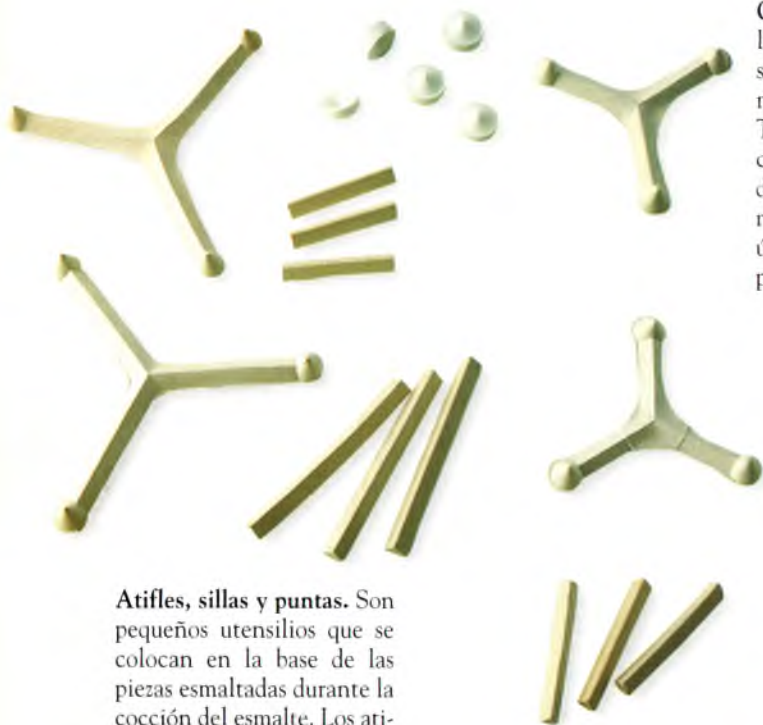 Atifles, sillas y puntas. Son
pequeños utensilios que se
colocan en la base de las
piezas esmaltadas durante la
cocción del esmalte. Los ati-